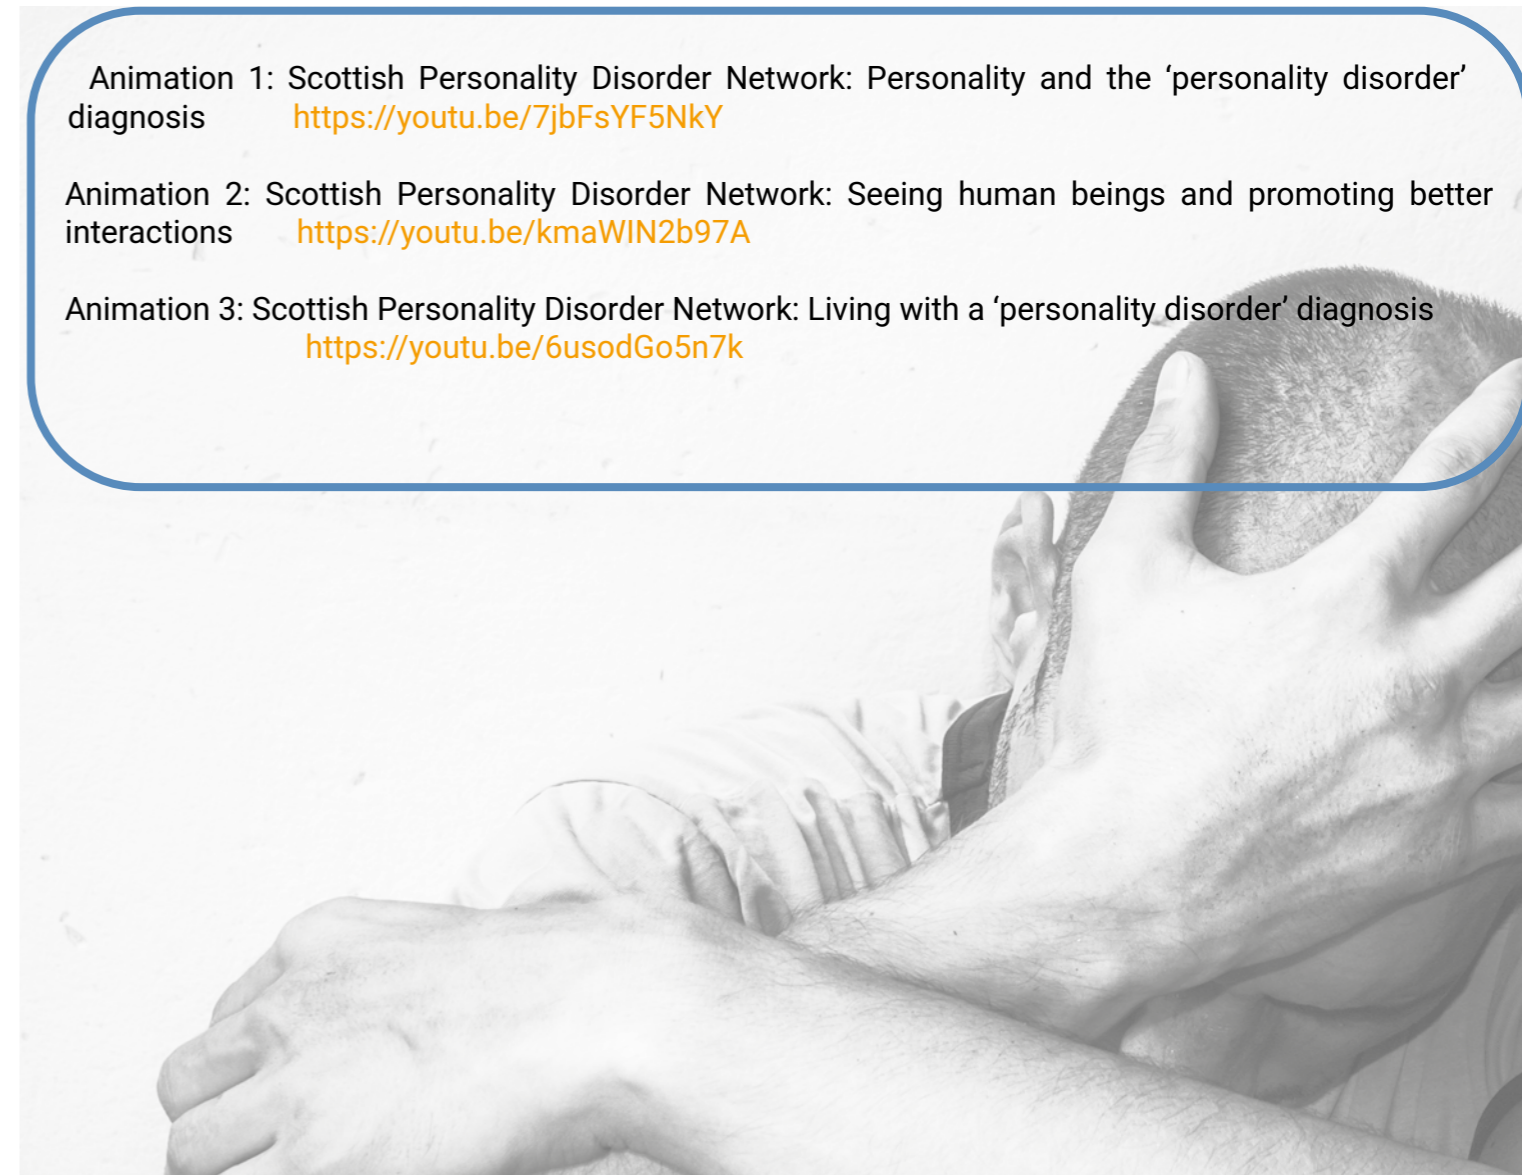 Animation 1: Scottish Personality Disorder Network: Personality and the ‘personality disorder’
diagnosis https://youtu.be/7jbFsYF5NkY
Animation 2: Scottish Personality Disorder Network: Seeing human beings and promoting better
interactions https://youtu.be/kmaWIN2b97A
Animation 3: Scottish Personality Disorder Network: Living with a ‘personality disorder’ diagnosis
https://youtu.be/6usodGo5n7k